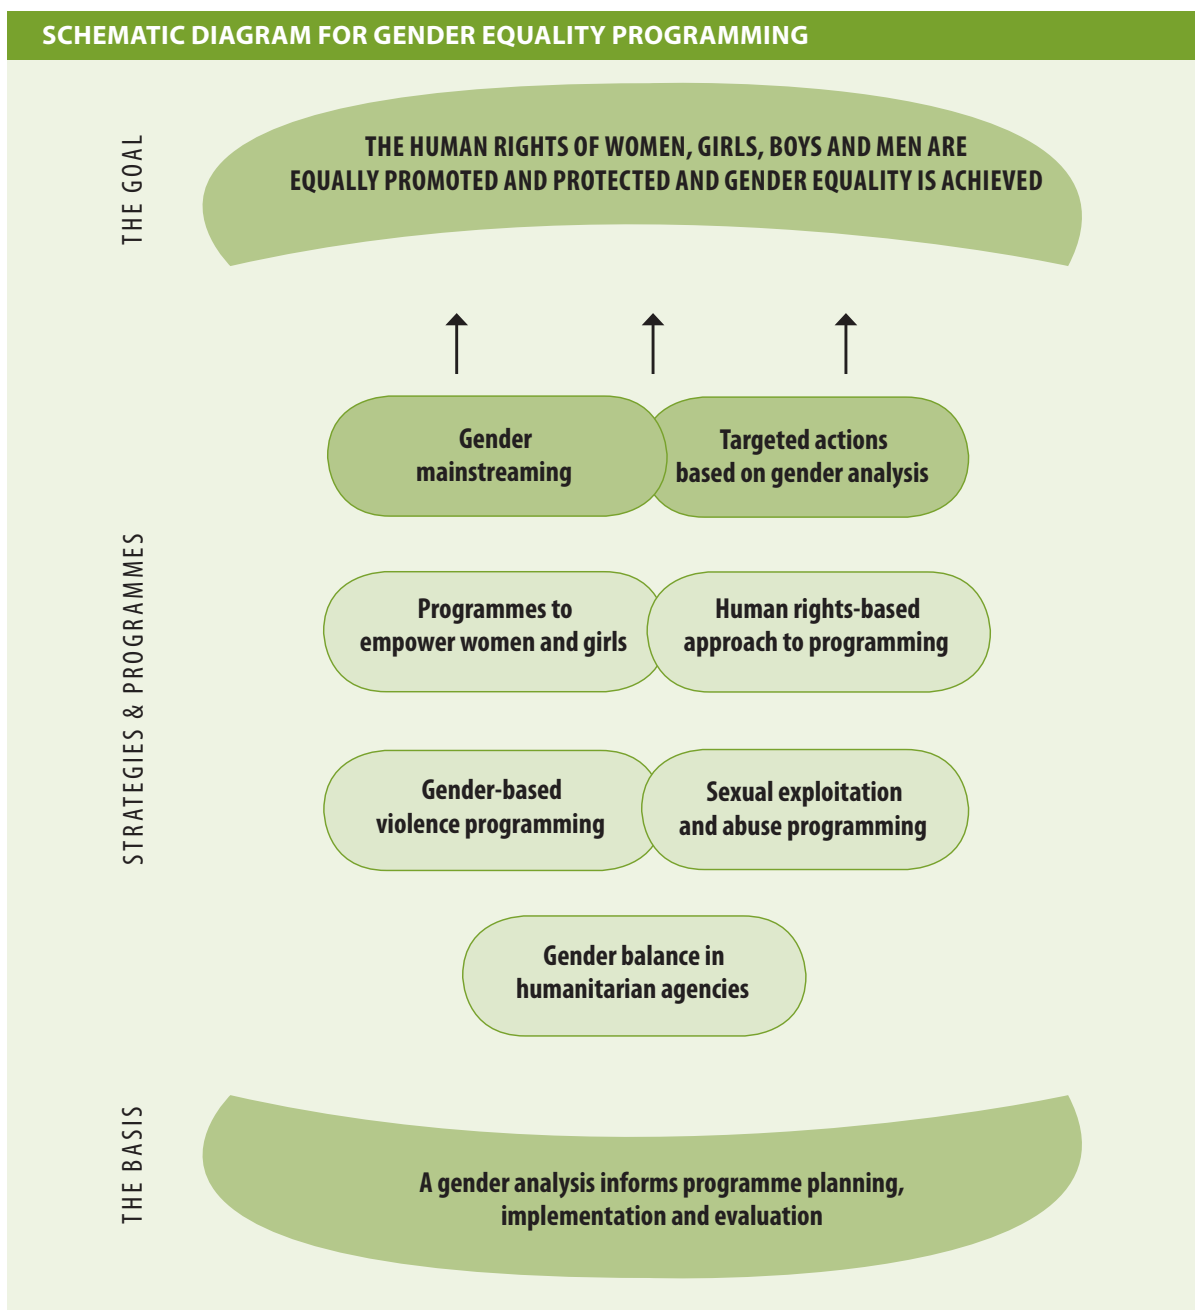 SCHEMATIC DIAGRAM FOR GENDER EQUALITY PROGRAMMING
THE GOAL
THE HUMAN RIGHTS OF WOMEN, GIRLS, BOYS AND MEN ARE
EQUALLY PROMOTED AND PROTECTED AND GENDER EQUALITY IS ACHIEVED
STRATEGIES & PROGRAMMES
Gender
mainstreaming
Targeted actions
based on gender analysis
Programmes to
empower women and girls
Human rights-based
approach to programming
Gender-based
violence programming
Sexual exploitation
and abuse programming
Gender balance in
humanitarian agencies
THE BASIS
A gender analysis informs programme planning,
implementation and evaluation